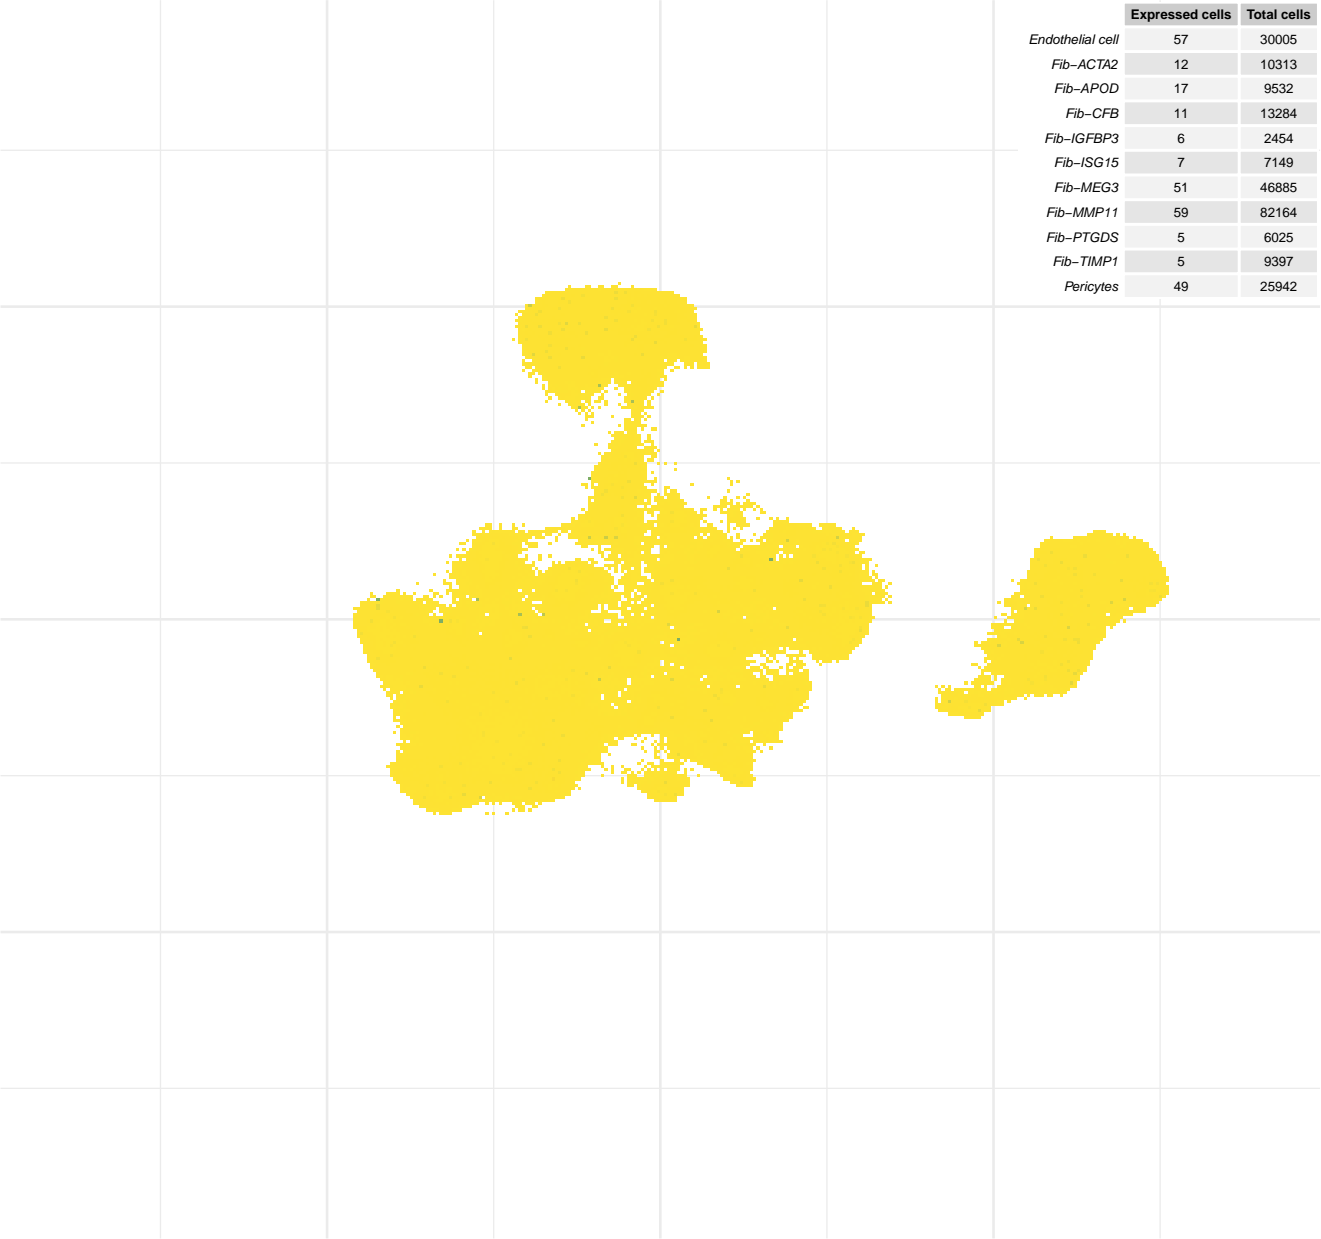 Expressed cells Total cells
Endothelial cell 57 30005
Fib−ACTA2 12 10313
Fib−APOD 17 9532
Fib−CFB 11 13284
Fib−IGFBP3 6 2454
Fib−ISG15 7 7149
Fib−MEG3 51 46885
Fib−MMP11 59 82164
Fib−PTGDS 5 6025
Fib−TIMP1 5 9397
Pericytes 49 25942